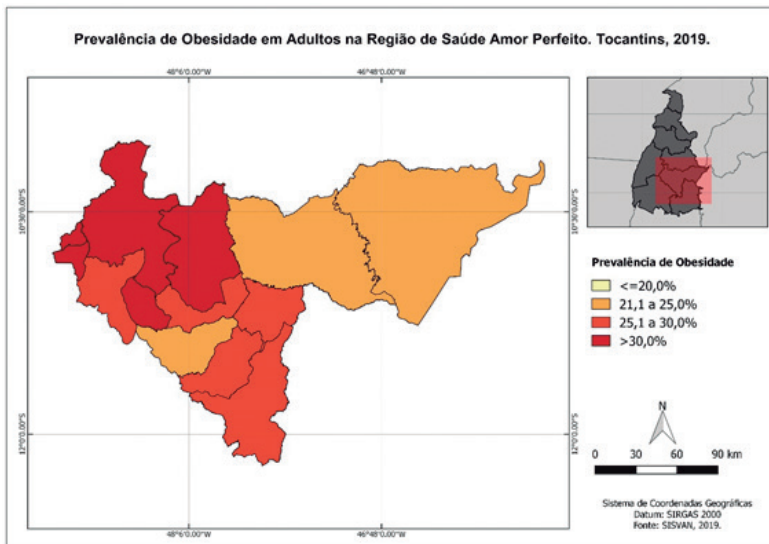 Prevalência de Obesidade em Adultos na Região de Saúde Amor Perfeito. Tocantins, 2019.
48°6'0.00"W
46°48'0.00"W
10°30'0.00"S
10°30'0.00"S
12°0'0.00"S
12°0'0.00"S
48°6'0.00"W
46°48'0.00"W
Prevalência de Obesidade
<=20,0%
21,1 a 25,0%
25,1 a 30,0%
>30,0%
N
0 30 60 90 km
Sistema de Coordenadas Geográficas
Datum: SIRGAS 2000
Fonte: SISVAN, 2019.